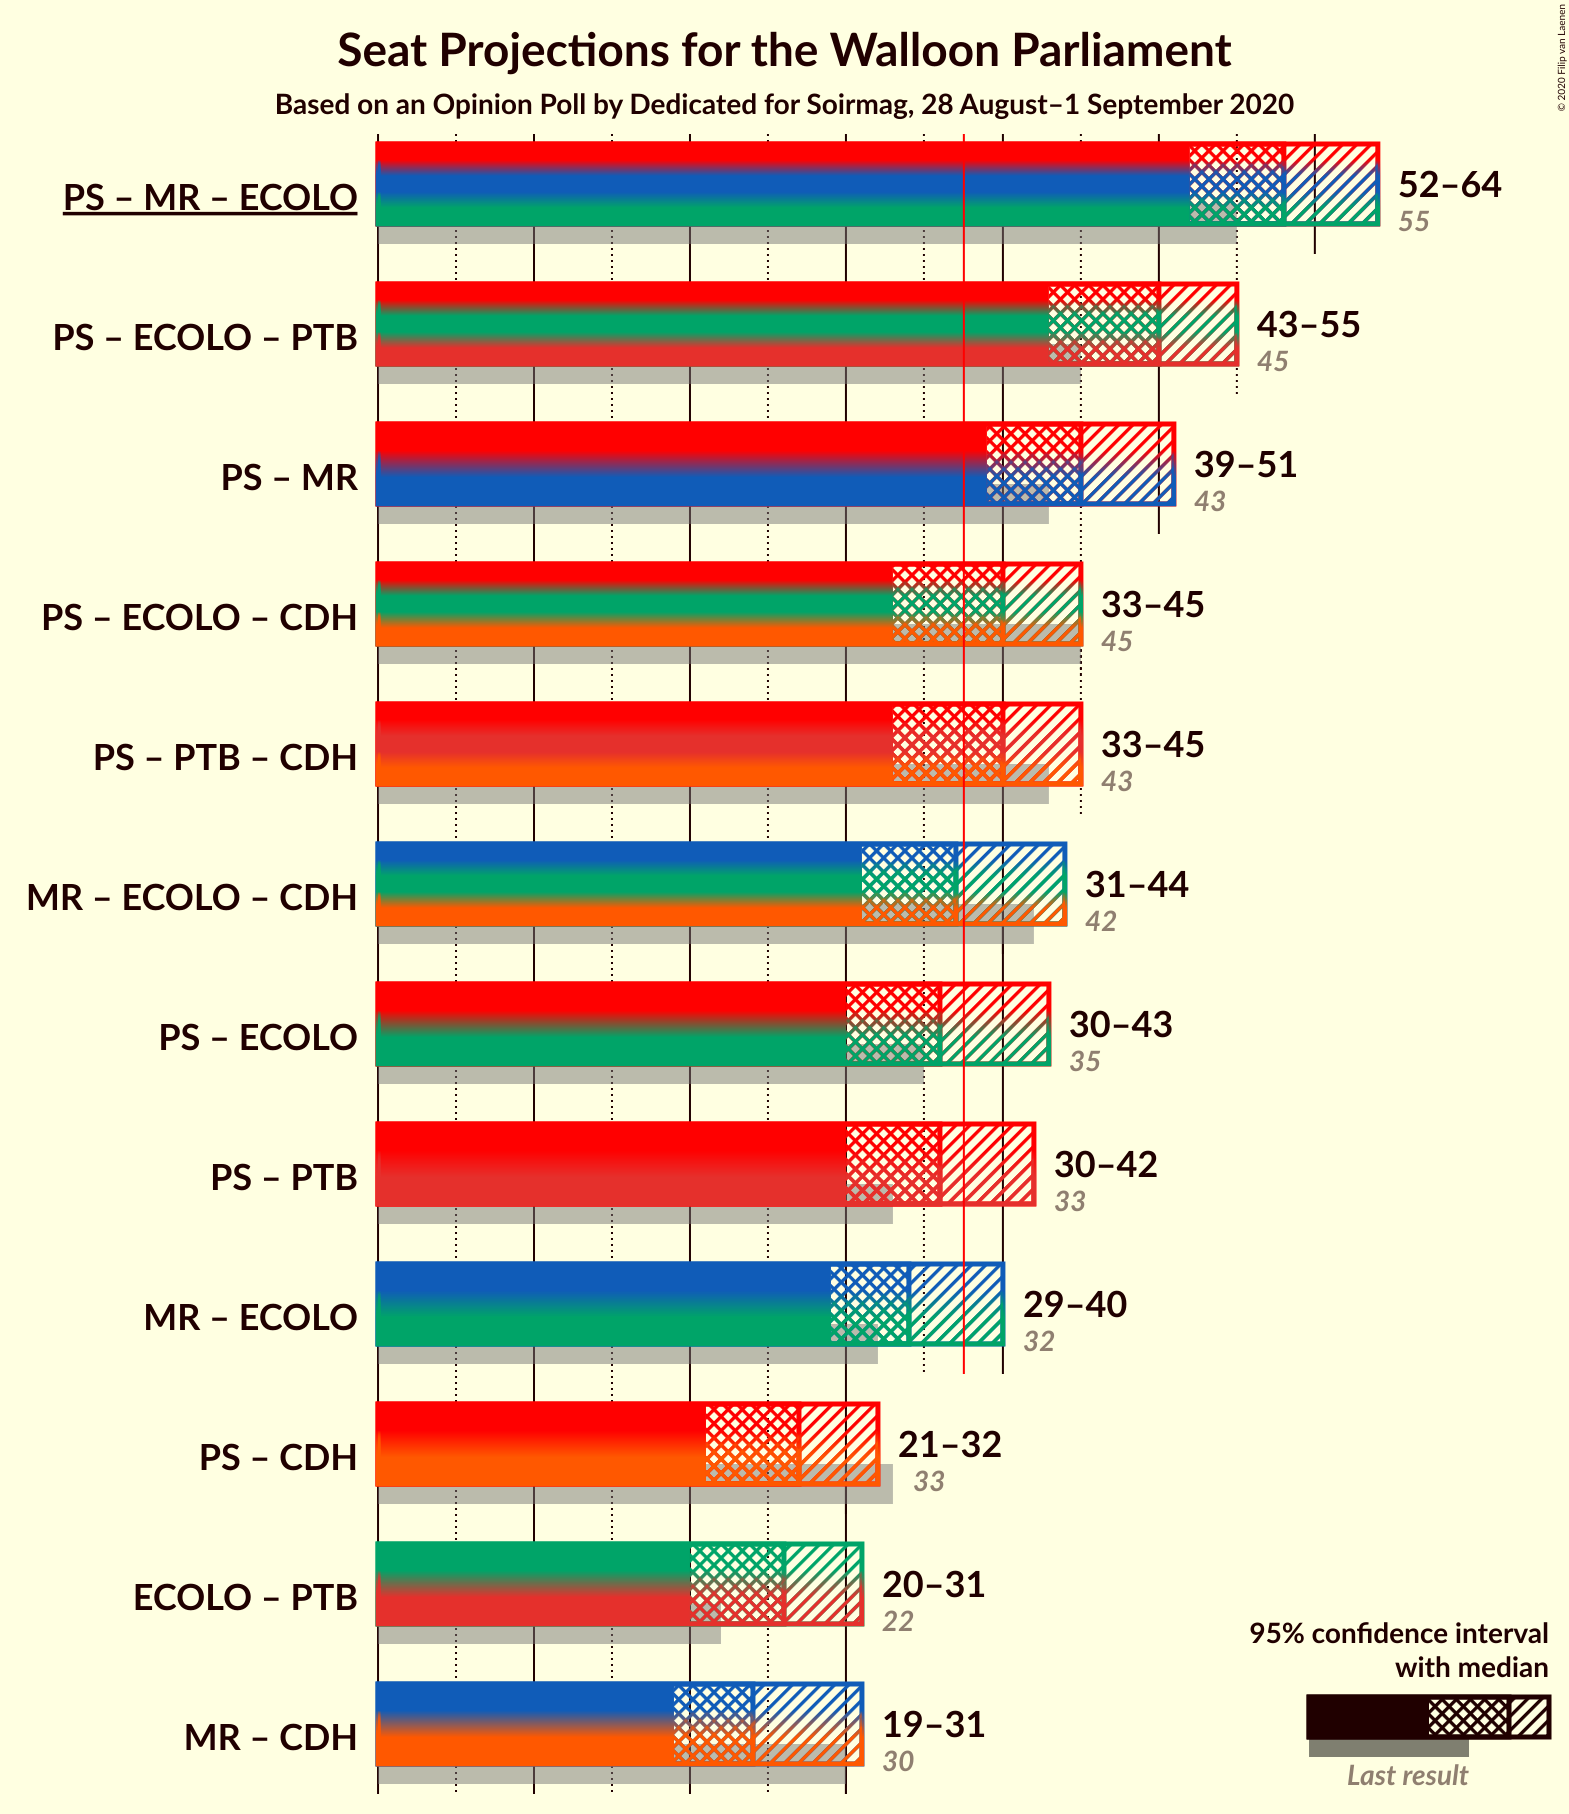 Seat Projections for the Walloon Parliament
Based on an Opinion Poll by Dedicated for Soirmag, 28 August–1 September 2020
© 2020 Filip van Laenen
PS – MR – ECOLO
52–64
55
PS – ECOLO – PTB
43–55
45
PS – MR
39–51
43
PS – ECOLO – CDH
33–45
45
PS – PTB – CDH
33–45
43
MR – ECOLO – CDH
31–44
42
PS – ECOLO
30–43
35
PS – PTB
30–42
33
MR – ECOLO
29–40
32
PS – CDH
21–32
33
ECOLO – PTB
20–31
22
MR – CDH
19–31
30
95% confidence interval
with median
Last result